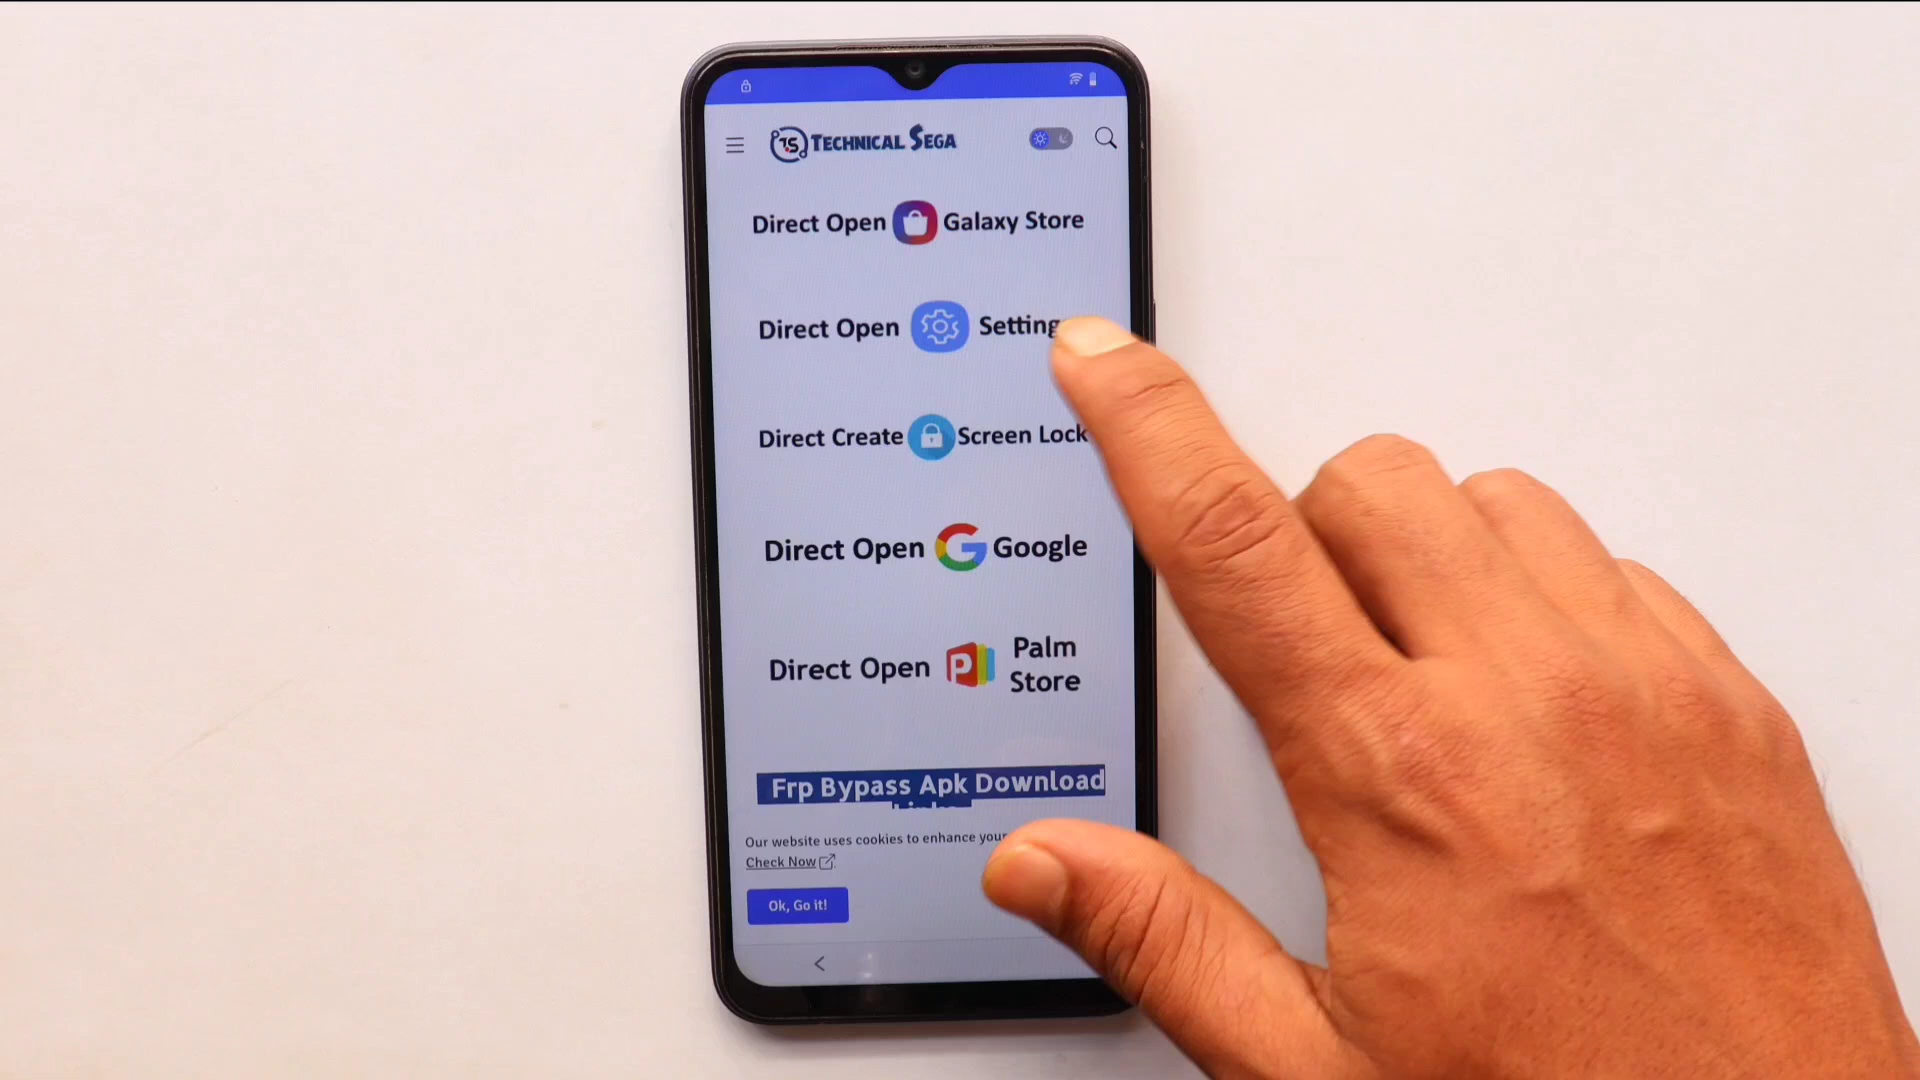 TS TECHNICAL SEGA
Direct Open Galaxy Store
Direct Open Setting
Direct Create Screen Lock
Direct Open G Google
Direct Open P Palm Store
Frp Bypass Apk Download
Our website uses cookies to enhance your
Check Now
Ok, Go it!